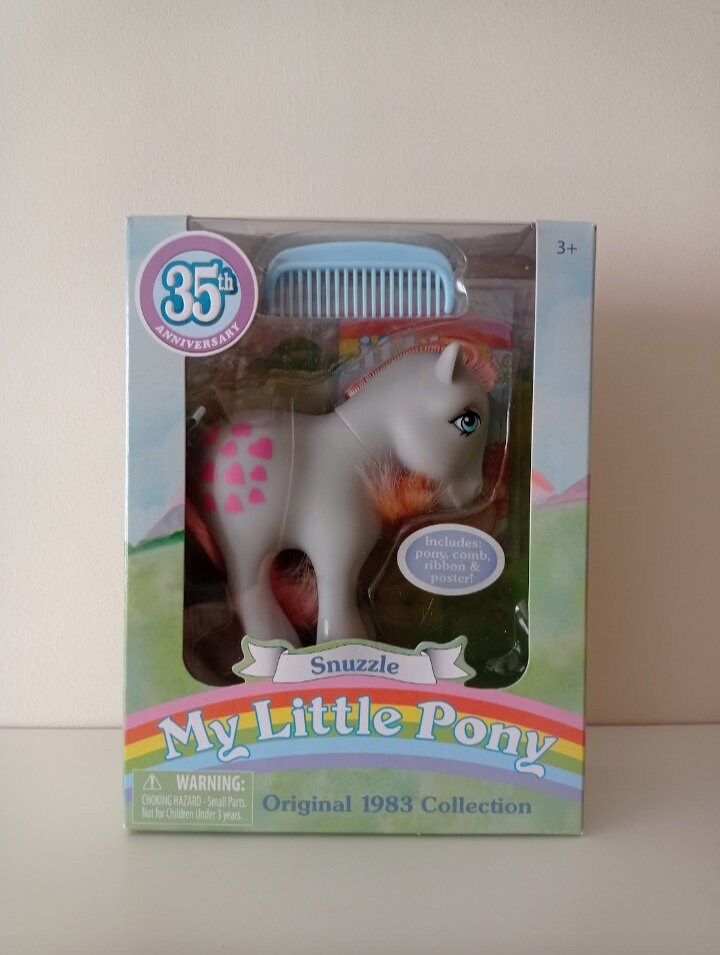 3+
35th
ANNIVERSARY
Includes:
pony, comb,
ribbon &
poster!
Snuzzle
My Little Pony
WARNING:
CHOKING HAZARD - Small Parts.
Not for Children Under 3 years.
Original 1983 Collection